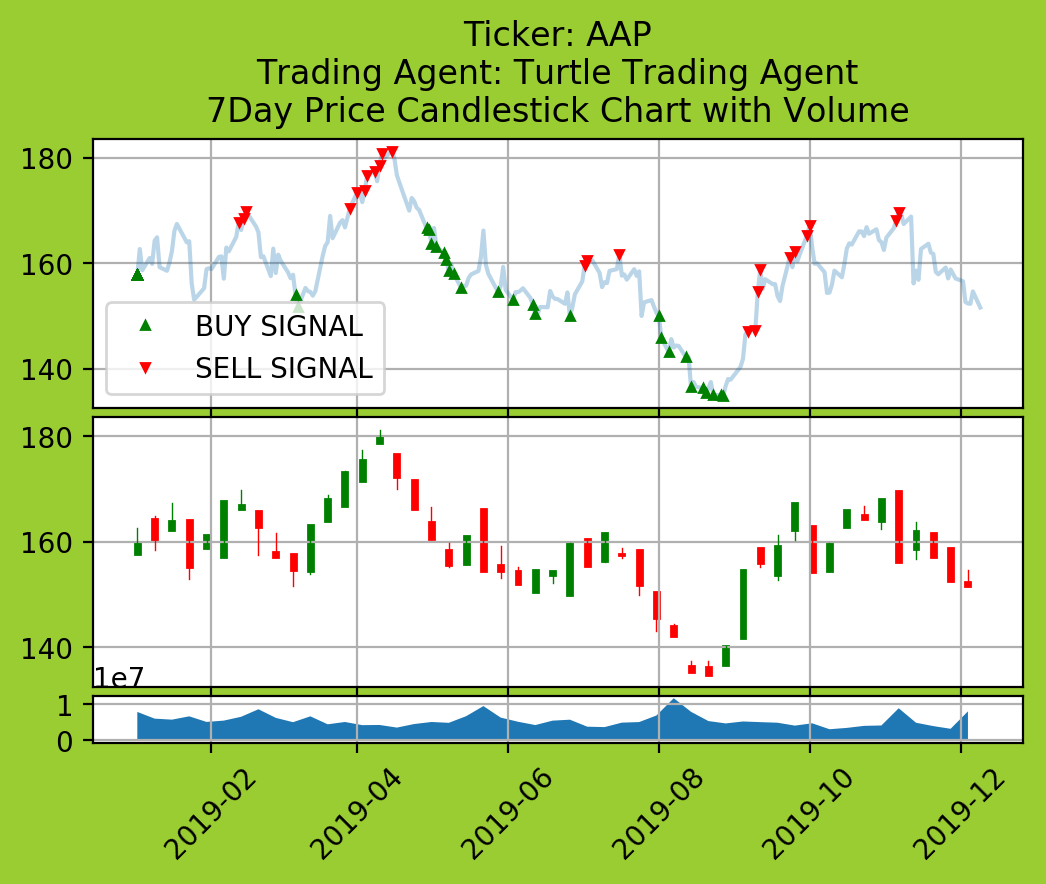 Ticker: AAP
Trading Agent: Turtle Trading Agent
7Day Price Candlestick Chart with Volume
180
160
140
BUY SIGNAL
SELL SIGNAL
180
160
140
1e7
1
0
2019-02
2019-04
2019-06
2019-08
2019-10
2019-12